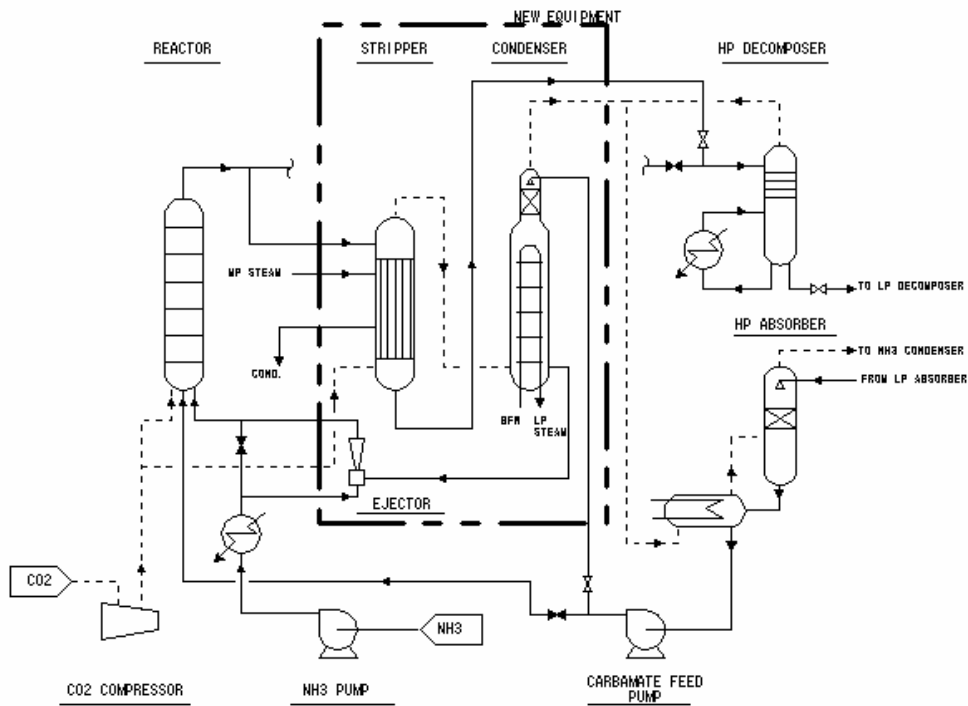 NEW EQUIPMENT
REACTOR
STRIPPER
CONDENSER
HP DECOMPOSER
MP STEAM
TO LP DECOMPOSER
HP ABSORBER
TO NH3 CONDENSER
COND.
FROM LP ABSORBER
BFW
LP
STEAM
EJECTOR
CO2
NH3
CO2 COMPRESSOR
NH3 PUMP
CARBAMATE FEED
PUMP